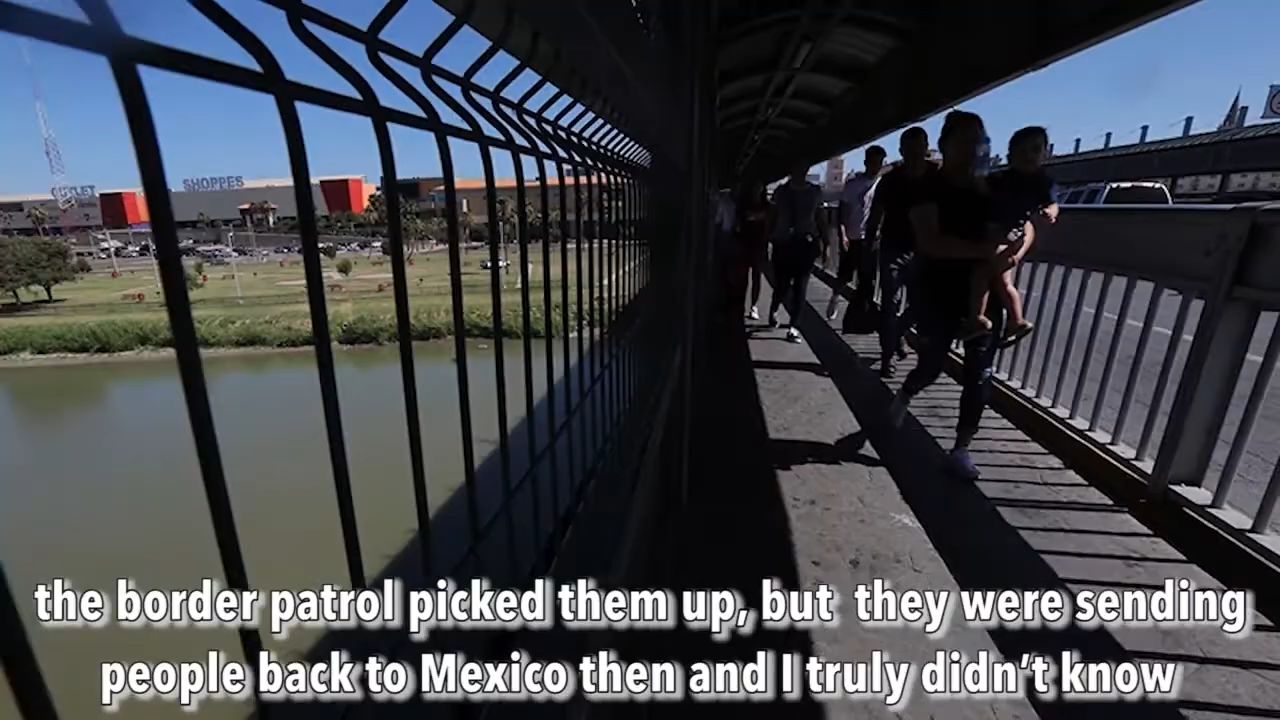 OUTLET
SHOPPES
the border patrol picked them up, but they were sending
people back to Mexico then and I truly didn't know